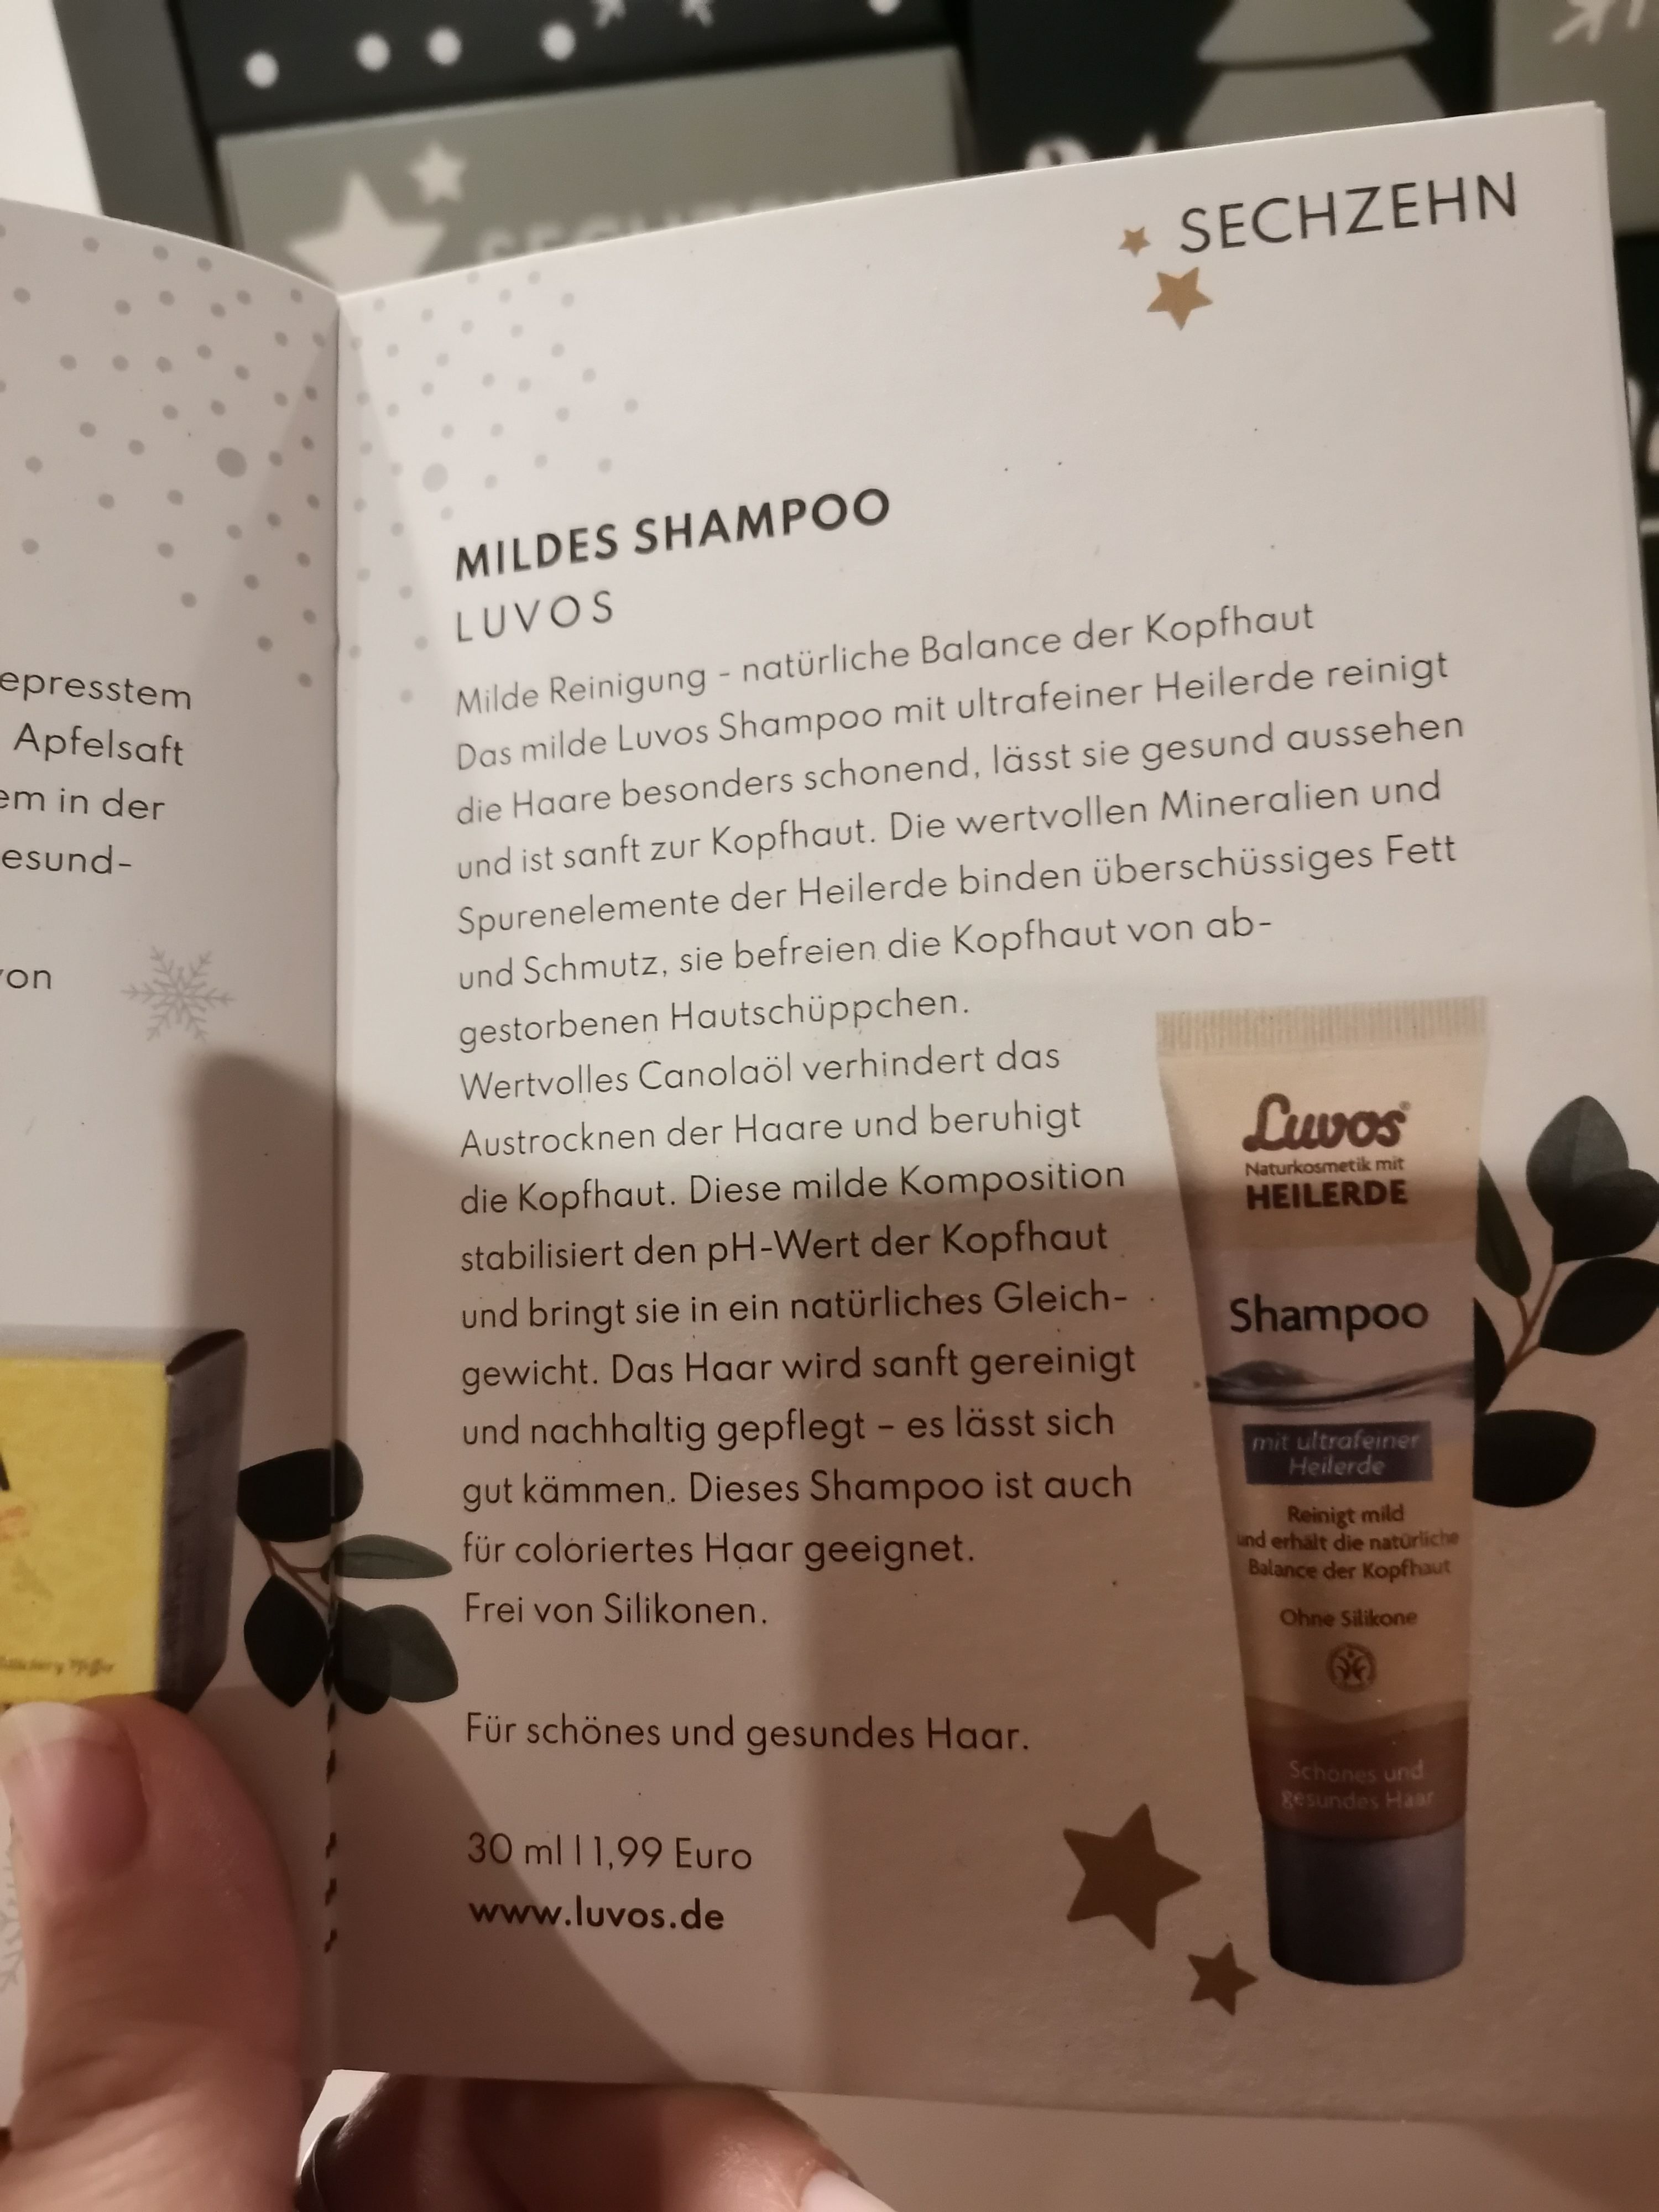 SECHZEHN
epresstem
Apfelsaft
em in der
esund-
von
MILDES SHAMPOO
LUVOS
Milde Reinigung - natürliche Balance der Kopfhaut
Das milde Luvos Shampoo mit ultrafeiner Heilerde reinigt
die Haare besonders schonend, lässt sie gesund aussehen
und ist sanft zur Kopfhaut. Die wertvollen Mineralien und
Spurenelemente der Heilerde binden überschüssiges Fett
und Schmutz, sie befreien die Kopfhaut von ab-
gestorbenen Hautschüppchen.
Wertvolles Canolaöl verhindert das
Austrocknen der Haare und beruhigt
die Kopfhaut. Diese milde Komposition
stabilisiert den pH-Wert der Kopfhaut
und bringt sie in ein natürliches Gleich-
gewicht. Das Haar wird sanft gereinigt
und nachhaltig gepflegt – es lässt sich
gut kämmen. Dieses Shampoo ist auch
für coloriertes Haar geeignet.
Frei von Silikonen.
Für schönes und gesundes Haar.
30 ml | 1,99 Euro
www.luvos.de
Luvos®
Naturkosmetik mit
HEILERDE
Shampoo
mit ultrafeiner
Heilerde
Reinigt mild
und erhält die natürliche
Balance der Kopfhaut
Ohne Silikone
Schönes und
gesundes Haar